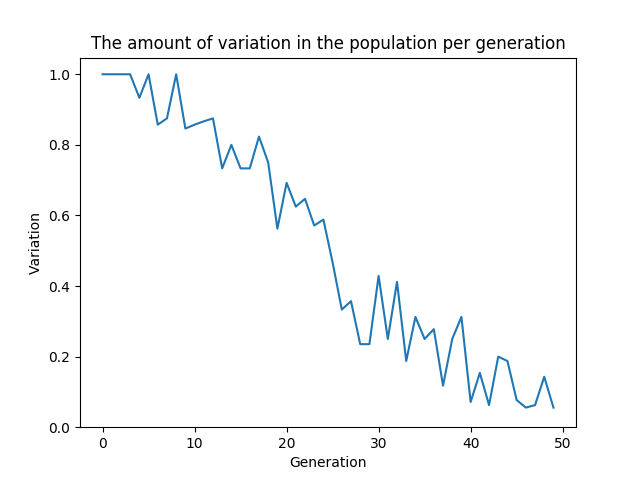 The amount of variation in the population per generation
1.0
0.8
0.6
0.4
0.2
0.0
Variation
0 10 20 30 40 50
Generation